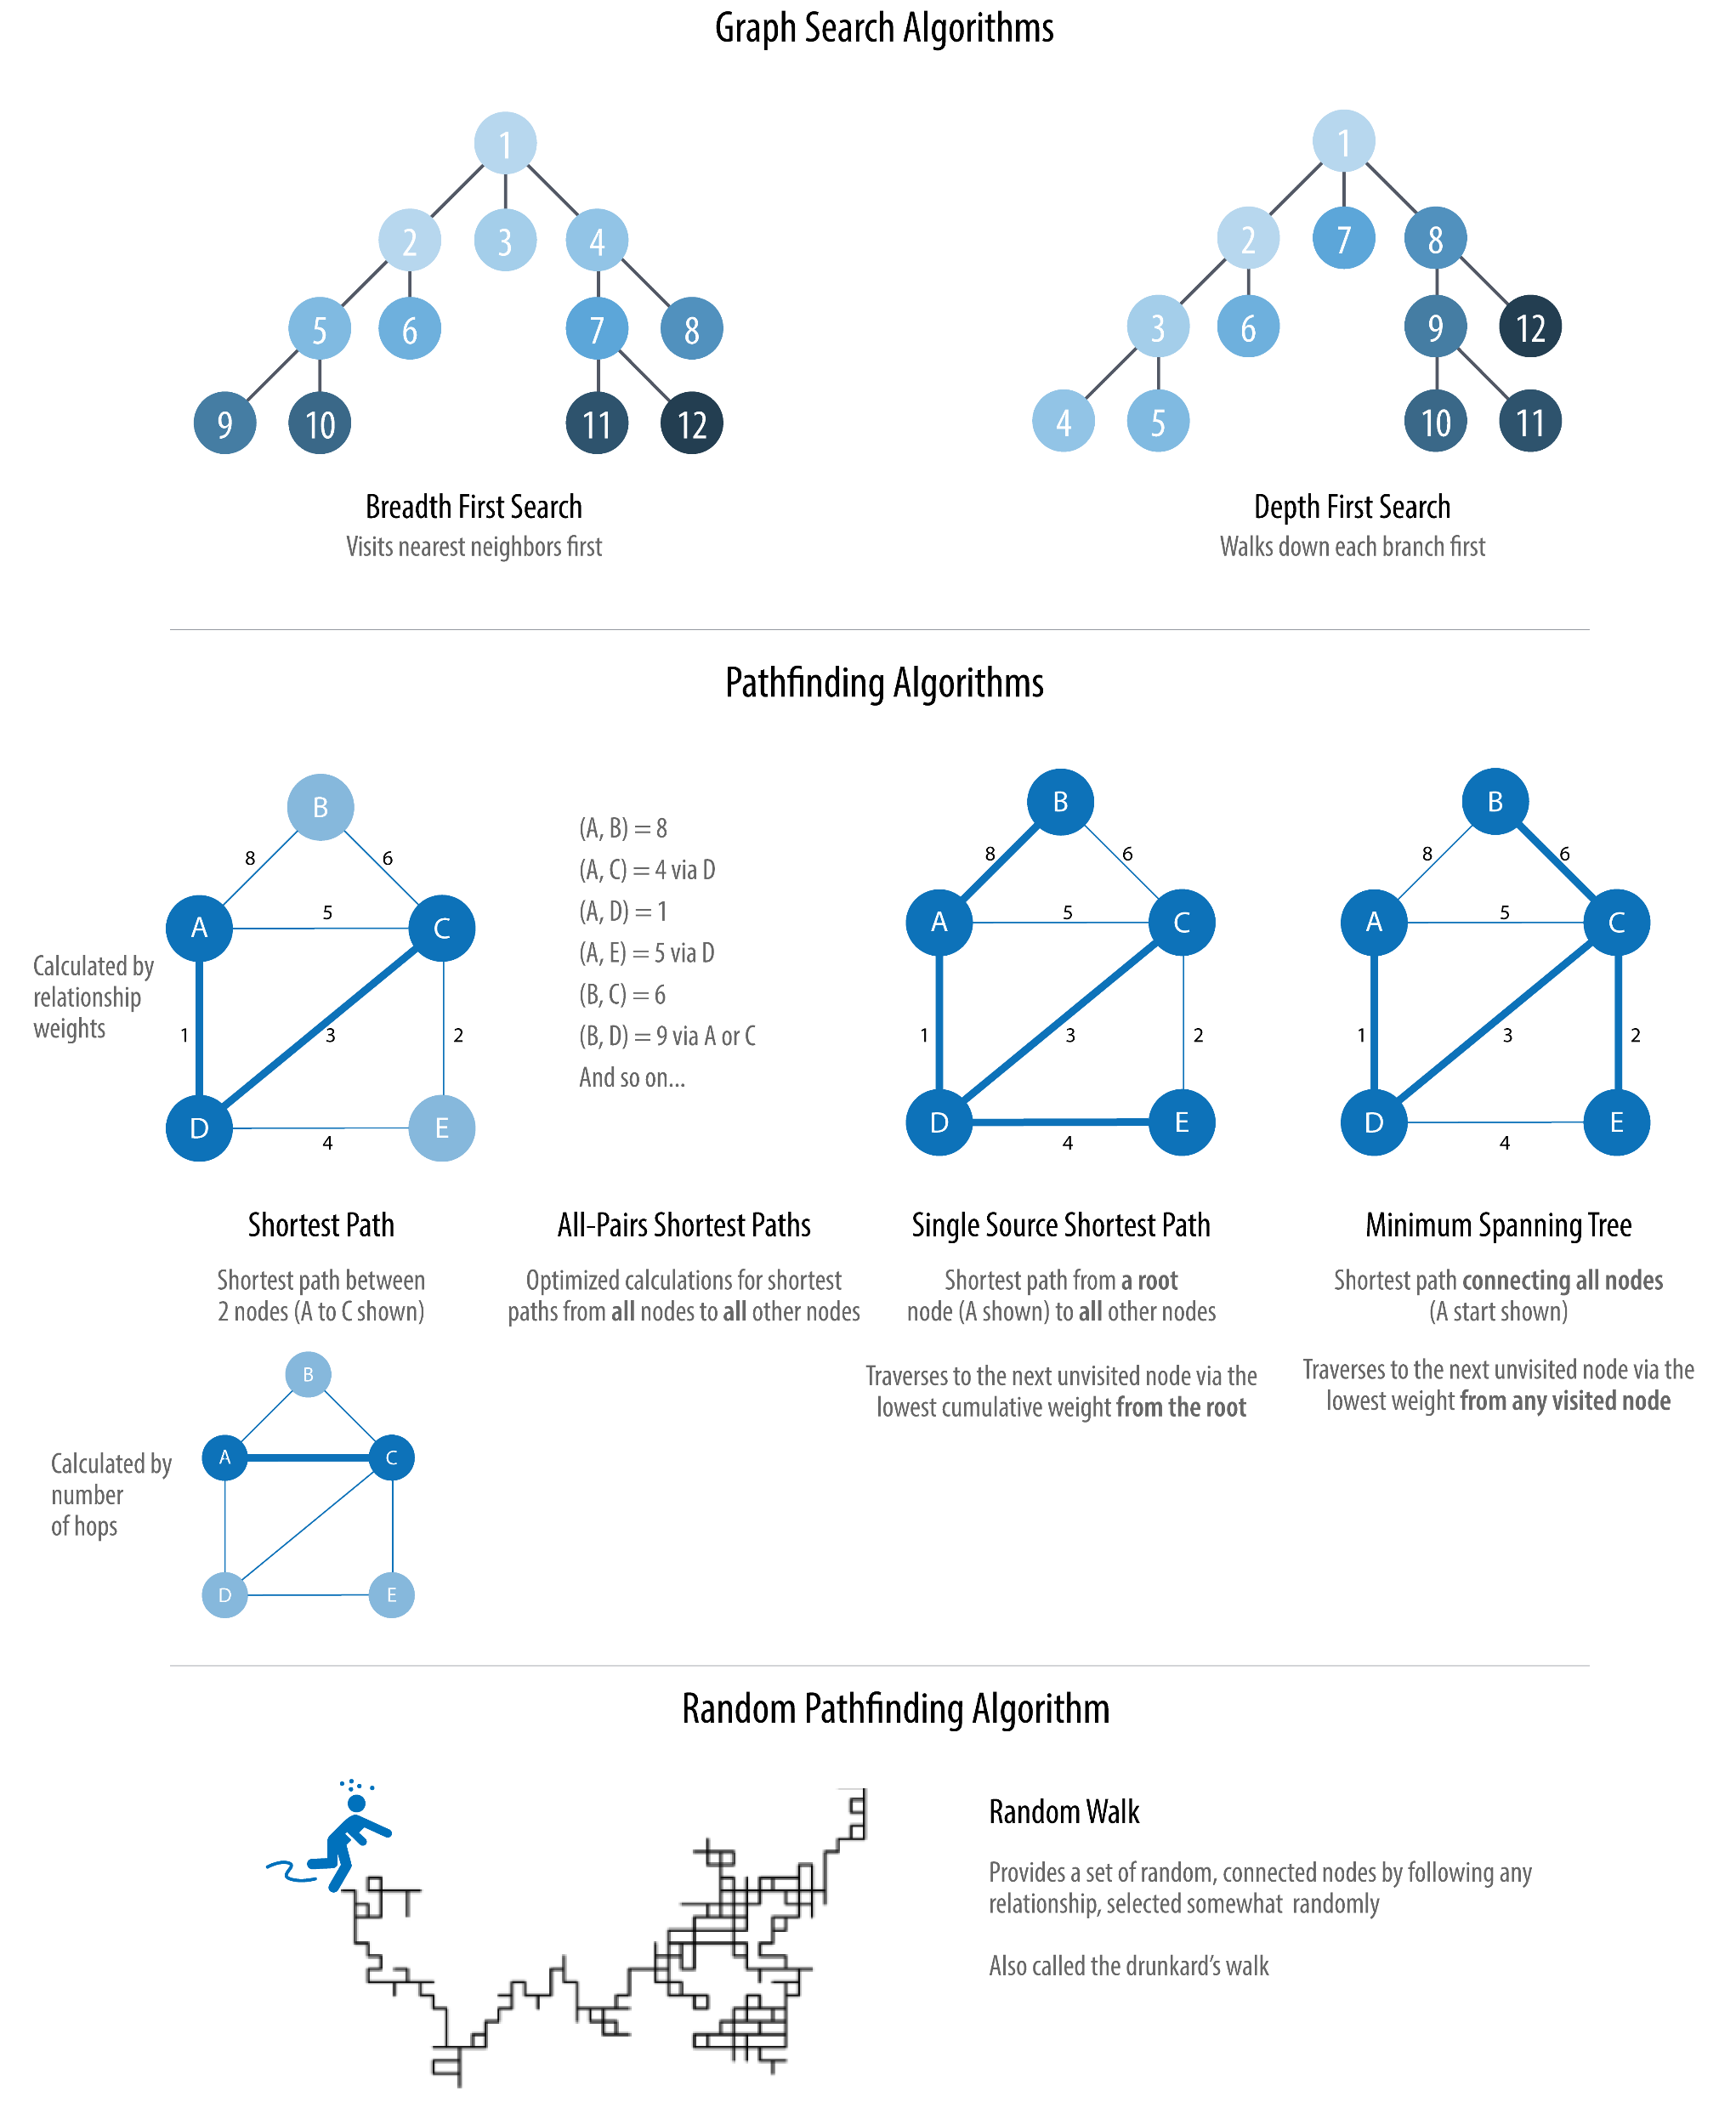 Graph Search Algorithms
1
2 3 4
5 6 7 8
9 10 11 12
Breadth First Search
Visits nearest neighbors first
1
2 7 8
3 6 9 12
4 5 10 11
Depth First Search
Walks down each branch first
Pathfinding Algorithms
Calculated by
relationship
weights
B
8 6
A 5 C
1 3 2
D 4 E
Shortest Path
Shortest path between
2 nodes (A to C shown)
Calculated by
number
of hops
B
A C
D E
(A, B) = 8
(A, C) = 4 via D
(A, D) = 1
(A, E) = 5 via D
(B, C) = 6
(B, D) = 9 via A or C
And so on...
All-Pairs Shortest Paths
Optimized calculations for shortest
paths from all nodes to all other nodes
B
8 6
A 5 C
1 3 2
D 4 E
Single Source Shortest Path
Shortest path from a root
node (A shown) to all other nodes
Traverses to the next unvisited node via the
lowest cumulative weight from the root
B
8 6
A 5 C
1 3 2
D 4 E
Minimum Spanning Tree
Shortest path connecting all nodes
(A start shown)
Traverses to the next unvisited node via the
lowest weight from any visited node
Random Pathfinding Algorithm
Random Walk
Provides a set of random, connected nodes by following any
relationship, selected somewhat randomly
Also called the drunkard’s walk